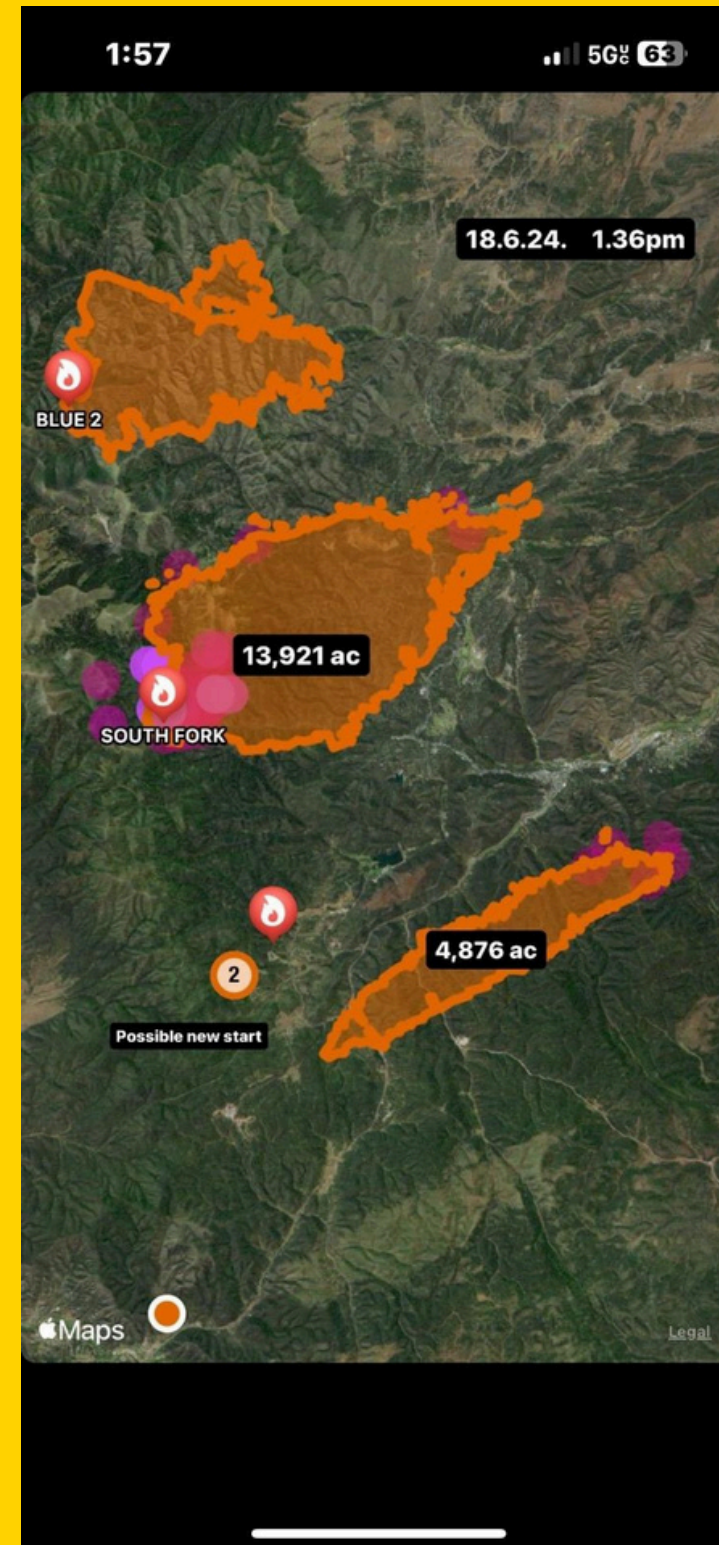 1:57
5G 63
18.6.24. 1.36pm
BLUE 2
13,921 ac
SOUTH FORK
4,876 ac
2
Possible new start
Maps
Legal